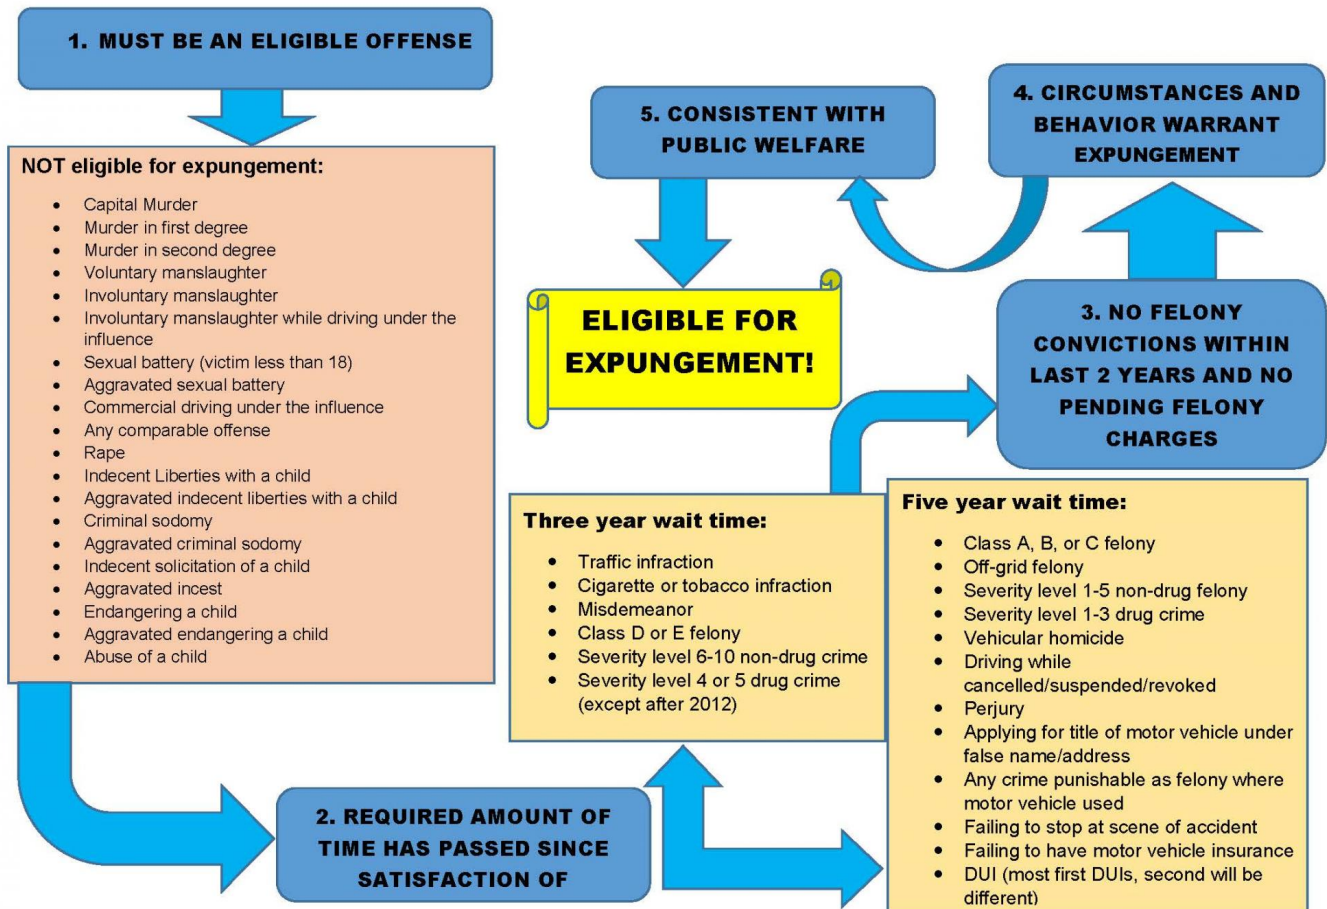 1. MUST BE AN ELIGIBLE OFFENSE
NOT eligible for expungement:
• Capital Murder
• Murder in first degree
• Murder in second degree
• Voluntary manslaughter
• Involuntary manslaughter
• Involuntary manslaughter while driving under the
influence
• Sexual battery (victim less than 18)
• Aggravated sexual battery
• Commercial driving under the influence
• Any comparable offense
• Rape
• Indecent Liberties with a child
• Aggravated indecent liberties with a child
• Criminal sodomy
• Aggravated criminal sodomy
• Indecent solicitation of a child
• Aggravated incest
• Endangering a child
• Aggravated endangering a child
• Abuse of a child
2. REQUIRED AMOUNT OF
TIME HAS PASSED SINCE
SATISFACTION OF
Three year wait time:
• Traffic infraction
• Cigarette or tobacco infraction
• Misdemeanor
• Class D or E felony
• Severity level 6-10 non-drug crime
• Severity level 4 or 5 drug crime
(except after 2012)
Five year wait time:
• Class A, B, or C felony
• Off-grid felony
• Severity level 1-5 non-drug felony
• Severity level 1-3 drug crime
• Vehicular homicide
• Driving while
cancelled/suspended/revoked
• Perjury
• Applying for title of motor vehicle under
false name/address
• Any crime punishable as felony where
motor vehicle used
• Failing to stop at scene of accident
• Failing to have motor vehicle insurance
• DUI (most first DUIs, second will be
different)
3. NO FELONY
CONVICTIONS WITHIN
LAST 2 YEARS AND NO
PENDING FELONY
CHARGES
4. CIRCUMSTANCES AND
BEHAVIOR WARRANT
EXPUNGEMENT
5. CONSISTENT WITH
PUBLIC WELFARE
ELIGIBLE FOR
EXPUNGEMENT!